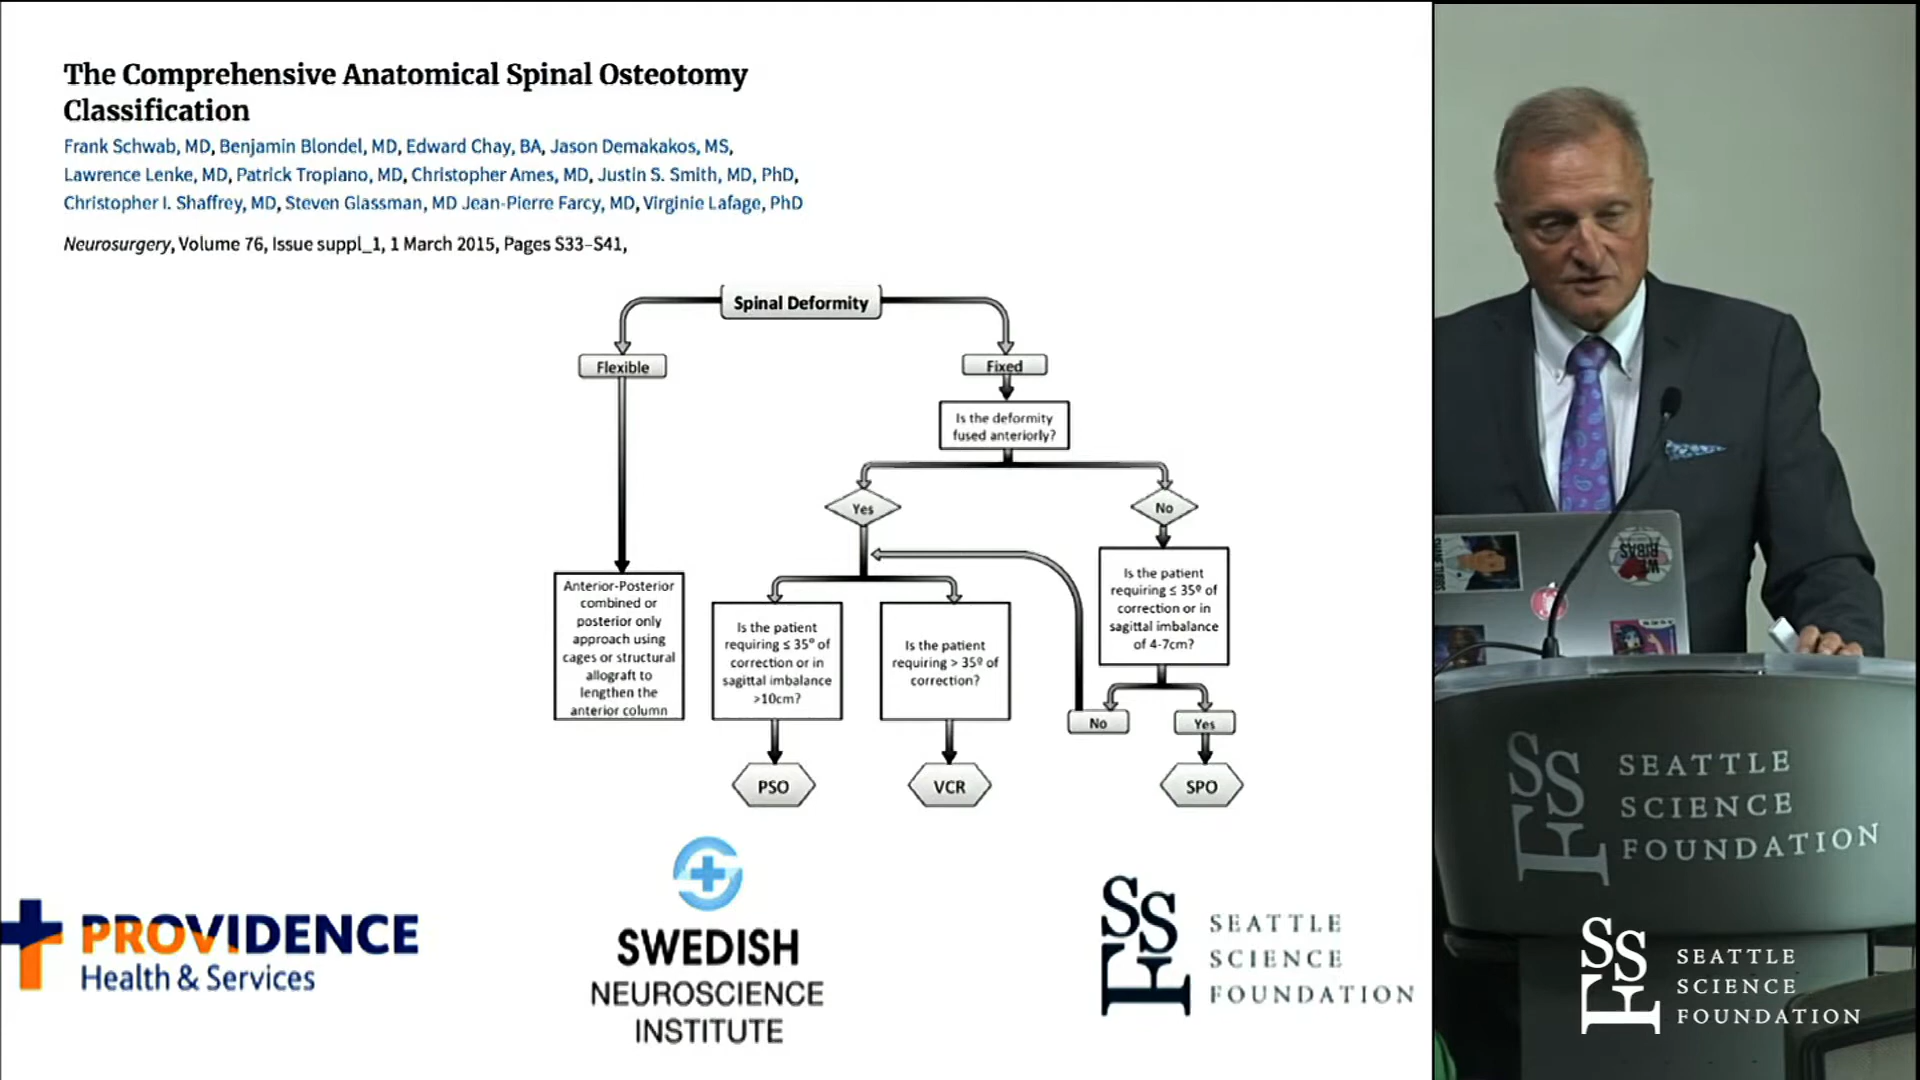 The Comprehensive Anatomical Spinal Osteotomy
Classification
Frank Schwab, MD, Benjamin Blondel, MD, Edward Chay, BA, Jason Demakakos, MS,
Lawrence Lenke, MD, Patrick Tropiano, MD, Christopher Ames, MD, Justin S. Smith, MD, PhD,
Christopher I. Shaffrey, MD, Steven Glassman, MD Jean-Pierre Farcy, MD, Virginie Lafage, PhD
Neurosurgery, Volume 76, Issue suppl_1, 1 March 2015, Pages S33–S41,
Spinal Deformity
Flexible
Fixed
Is the deformity
fused anteriorly?
Yes
No
Anterior-Posterior
combined or
posterior only
approach using
cages or structural
allograft to
lengthen the
anterior column
Is the patient
requiring ≤ 35° of
correction or in
sagittal imbalance
>10cm?
Is the patient
requiring > 35º of
correction?
Is the patient
requiring ≤ 35º of
correction or in
sagittal imbalance
of 4-7cm?
No
Yes
PSO
VCR
SPO
PROVIDENCE
Health & Services
SWEDISH
NEUROSCIENCE
INSTITUTE
SSF
SEATTLE
SCIENCE
FOUNDATION
RIBAS
SSF
SEATTLE
SCIENCE
FOUNDATION
SSF
SEATTLE
SCIENCE
FOUNDATION